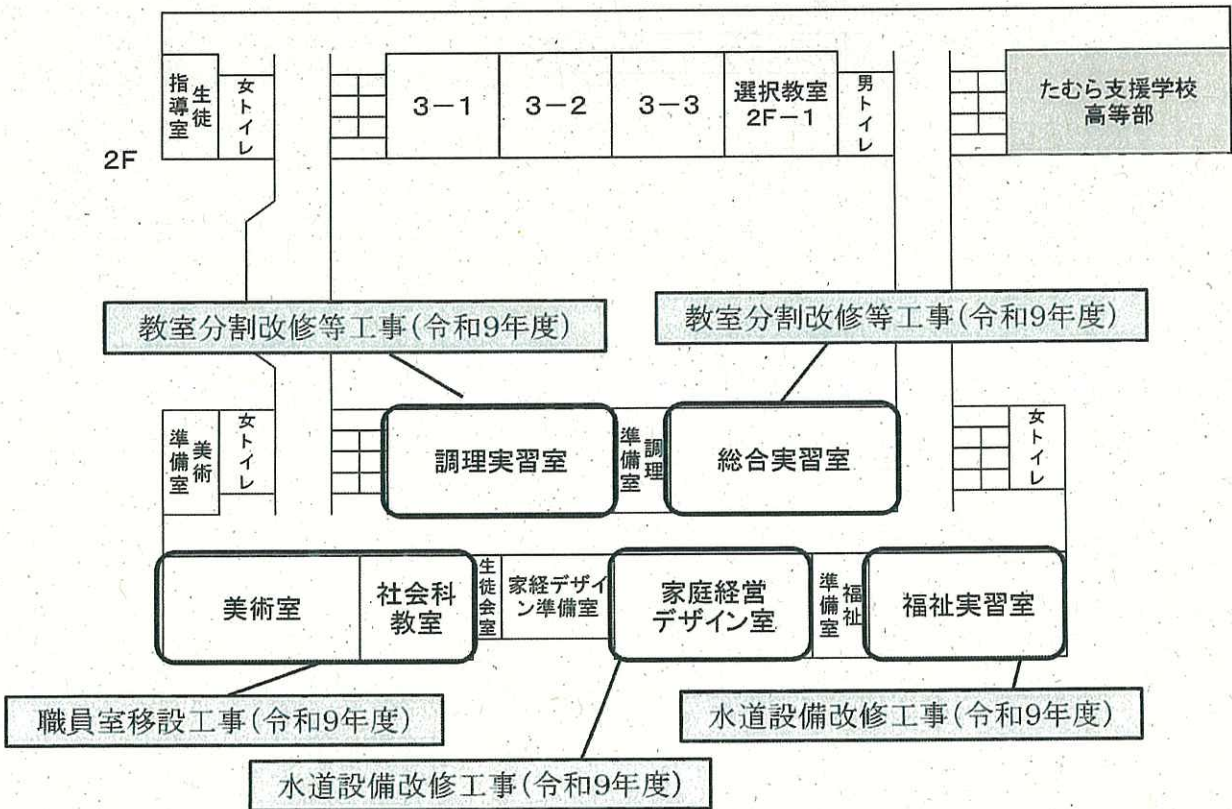 2F
生徒
指導室
女トイレ
3-1
3-2
3-3
選択教室
2F-1
男トイレ
たむら支援学校
高等部
教室分割改修等工事(令和9年度)
教室分割改修等工事(令和9年度)
美術
準備室
女トイレ
調理実習室
調理
準備室
総合実習室
女トイレ
美術室
社会科
教室
生徒会室
家経デザイ
ン準備室
家庭経営
デザイン室
福祉
準備室
福祉実習室
職員室移設工事(令和9年度)
水道設備改修工事(令和9年度)
水道設備改修工事(令和9年度)